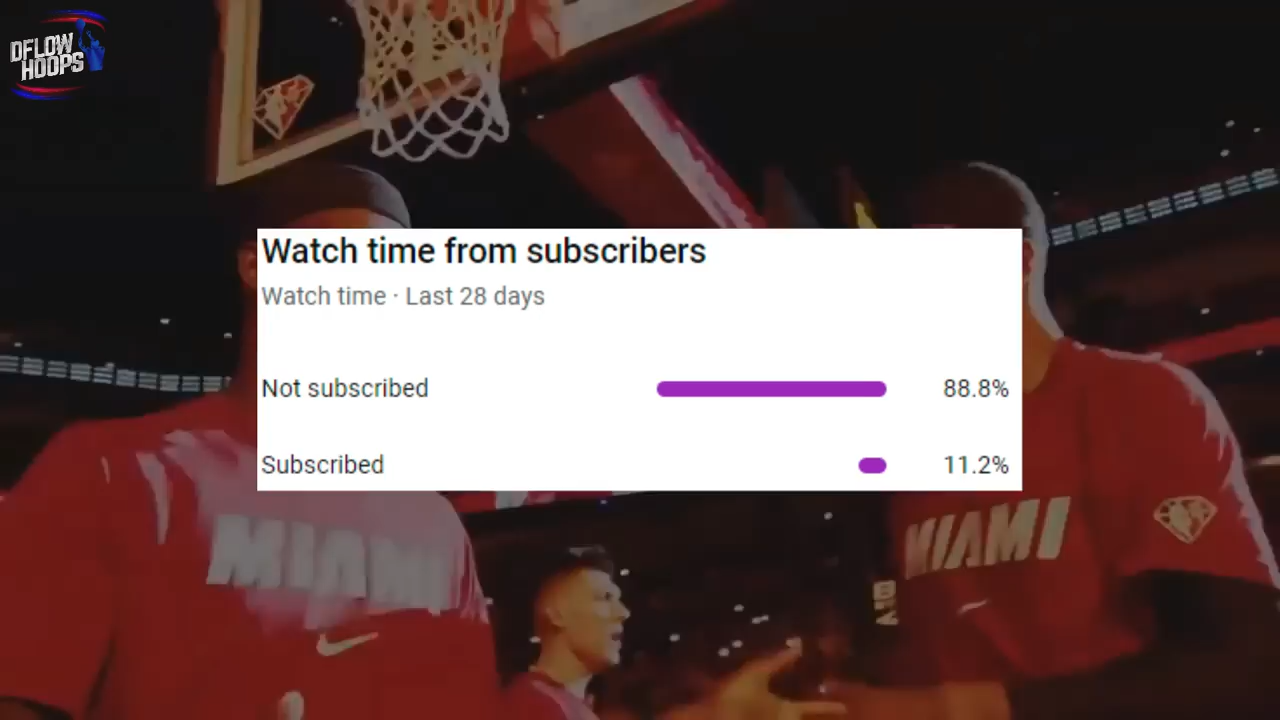 DFLOW
HOOPS
Watch time from subscribers
Watch time · Last 28 days
Not subscribed 88.8%
Subscribed 11.2%
MIAMI
MIAMI